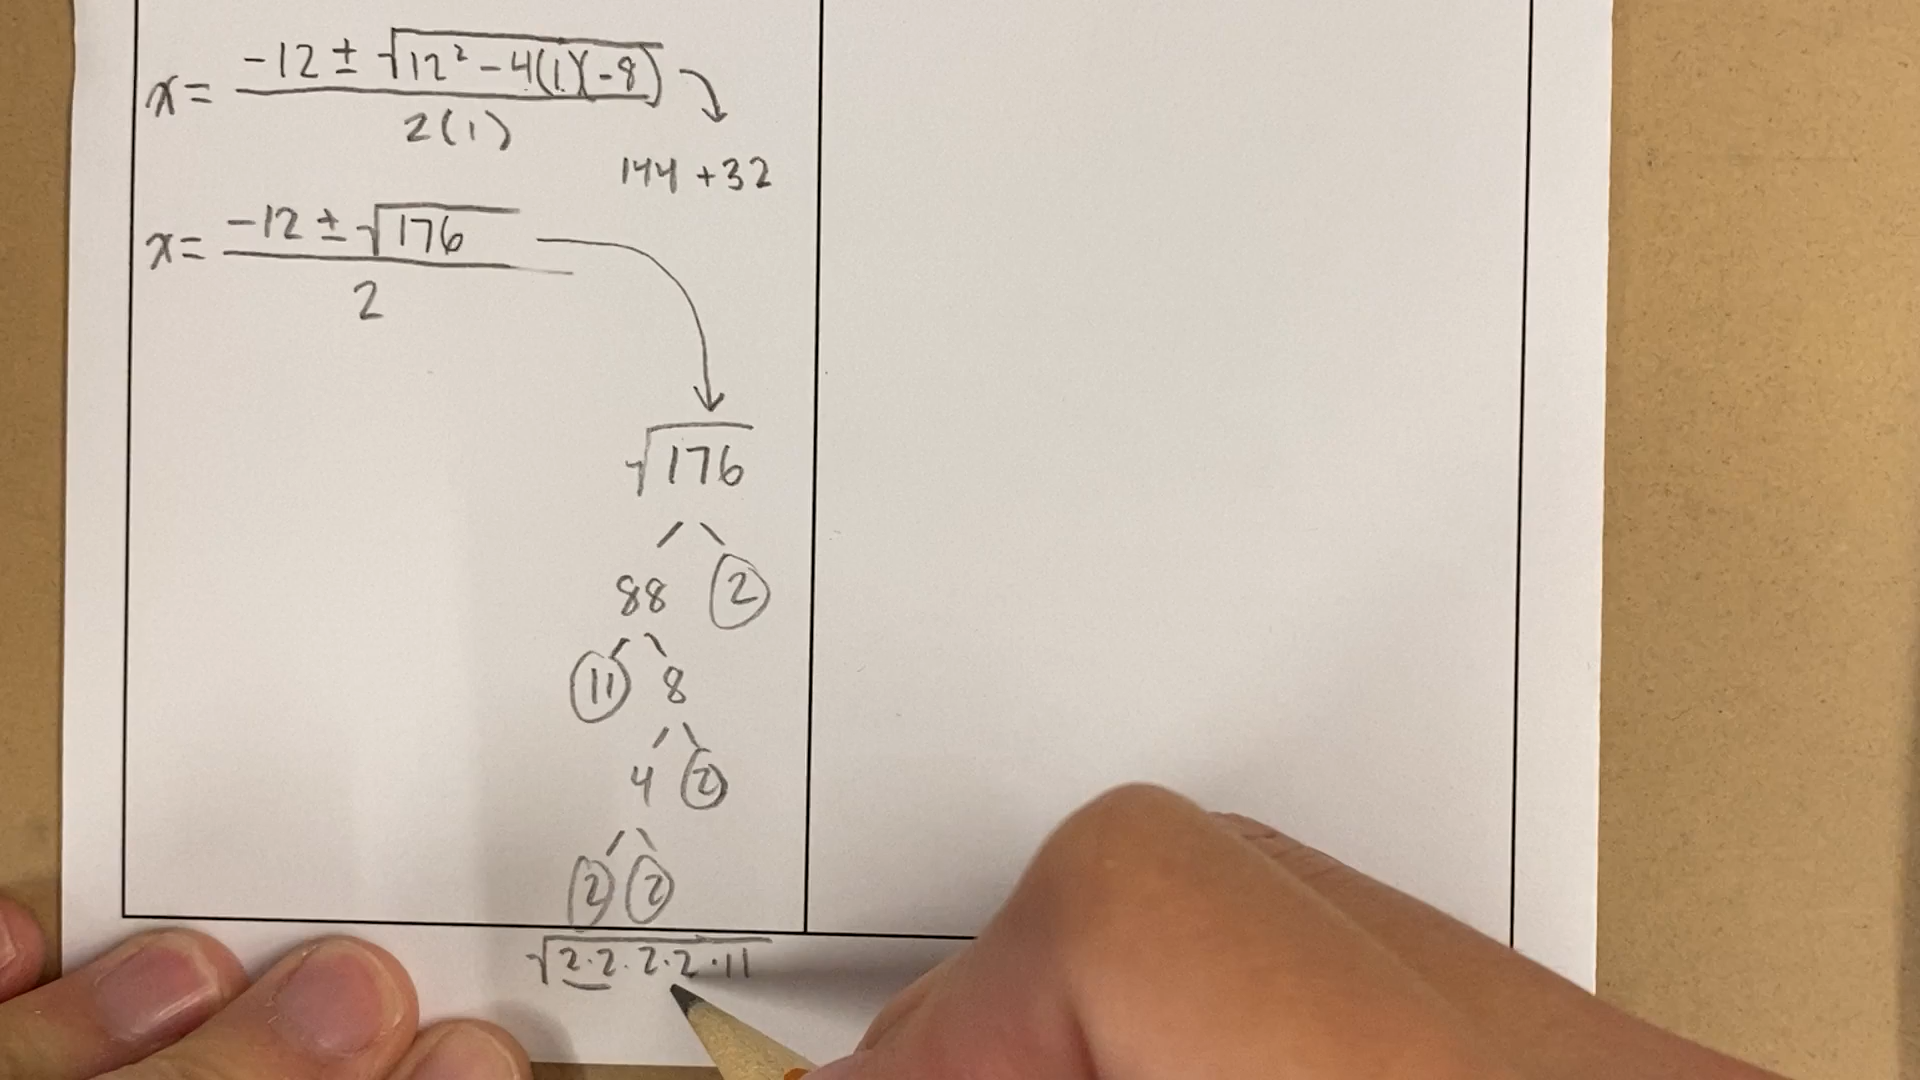 x = -12 ± √12² - 4(1)(-8)
2(1)
144 + 32
x = -12 ± √176
2
√176
88 2
11 8
4 2
2 2
√2·2·2·2·11